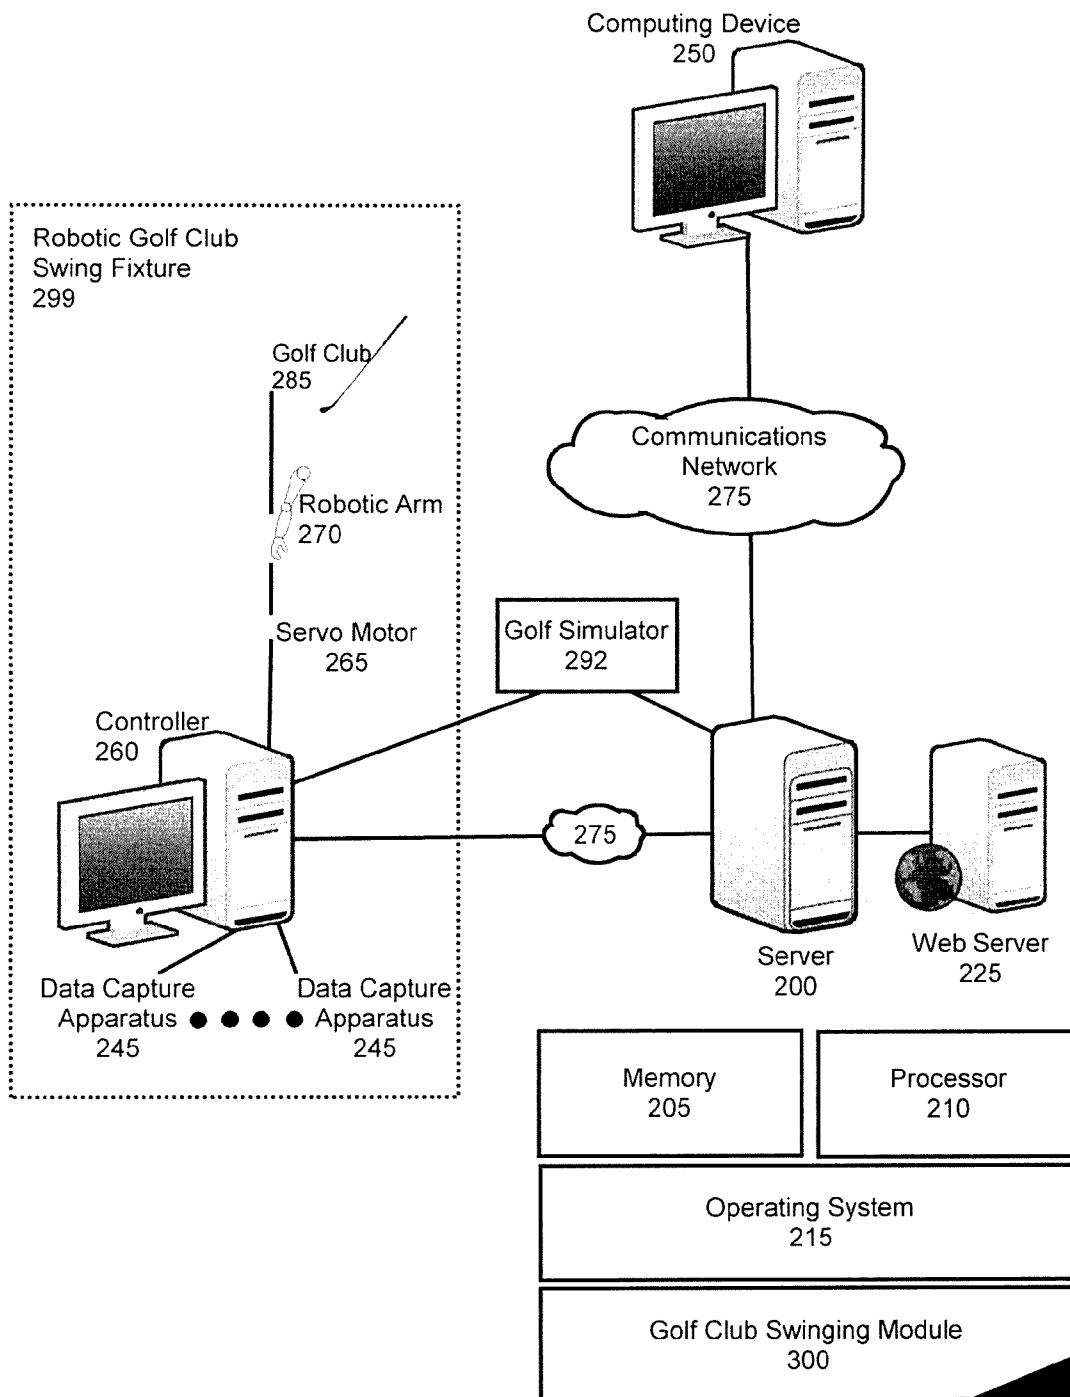 Computing Device
250
Robotic Golf Club
Swing Fixture
299
Golf Club
285
Communications
Network
275
Robotic Arm
270
Servo Motor
265
Golf Simulator
292
Controller
260
275
Server
200
Web Server
225
Data Capture
Apparatus
245
Data Capture
Apparatus
245
Memory
205
Processor
210
Operating System
215
Golf Club Swinging Module
300